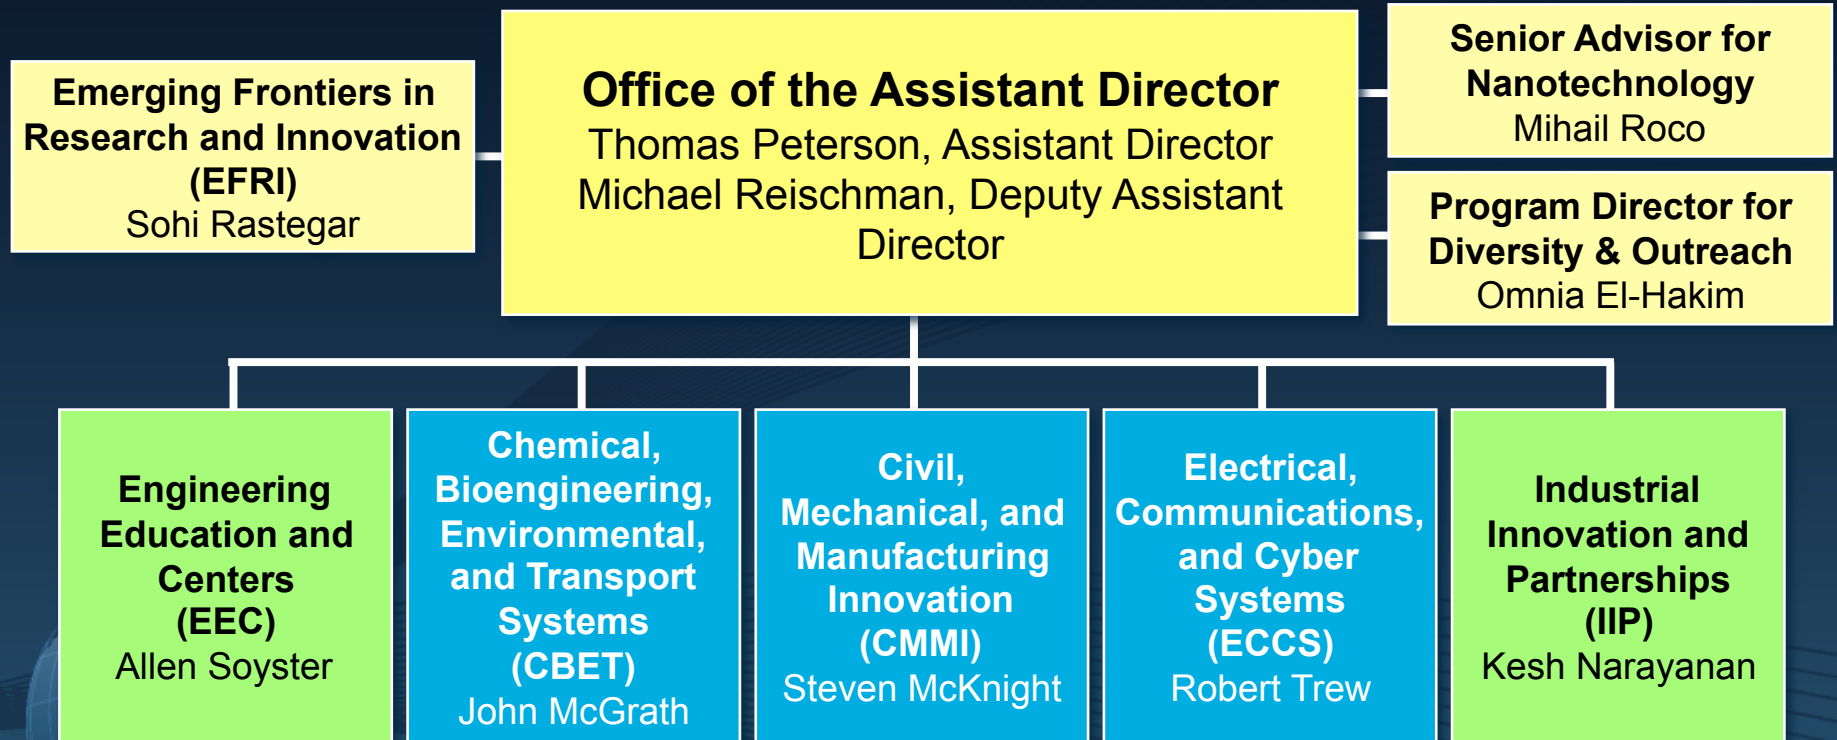 Emerging Frontiers in
Research and Innovation
(EFRI)
Sohi Rastegar
Office of the Assistant Director
Thomas Peterson, Assistant Director
Michael Reischman, Deputy Assistant
Director
Senior Advisor for
Nanotechnology
Mihail Roco
Program Director for
Diversity & Outreach
Omnia El-Hakim
Engineering
Education and
Centers
(EEC)
Allen Soyster
Chemical,
Bioengineering,
Environmental,
and Transport
Systems
(CBET)
John McGrath
Civil,
Mechanical, and
Manufacturing
Innovation
(CMMI)
Steven McKnight
Electrical,
Communications,
and Cyber
Systems
(ECCS)
Robert Trew
Industrial
Innovation and
Partnerships
(IIP)
Kesh Narayanan